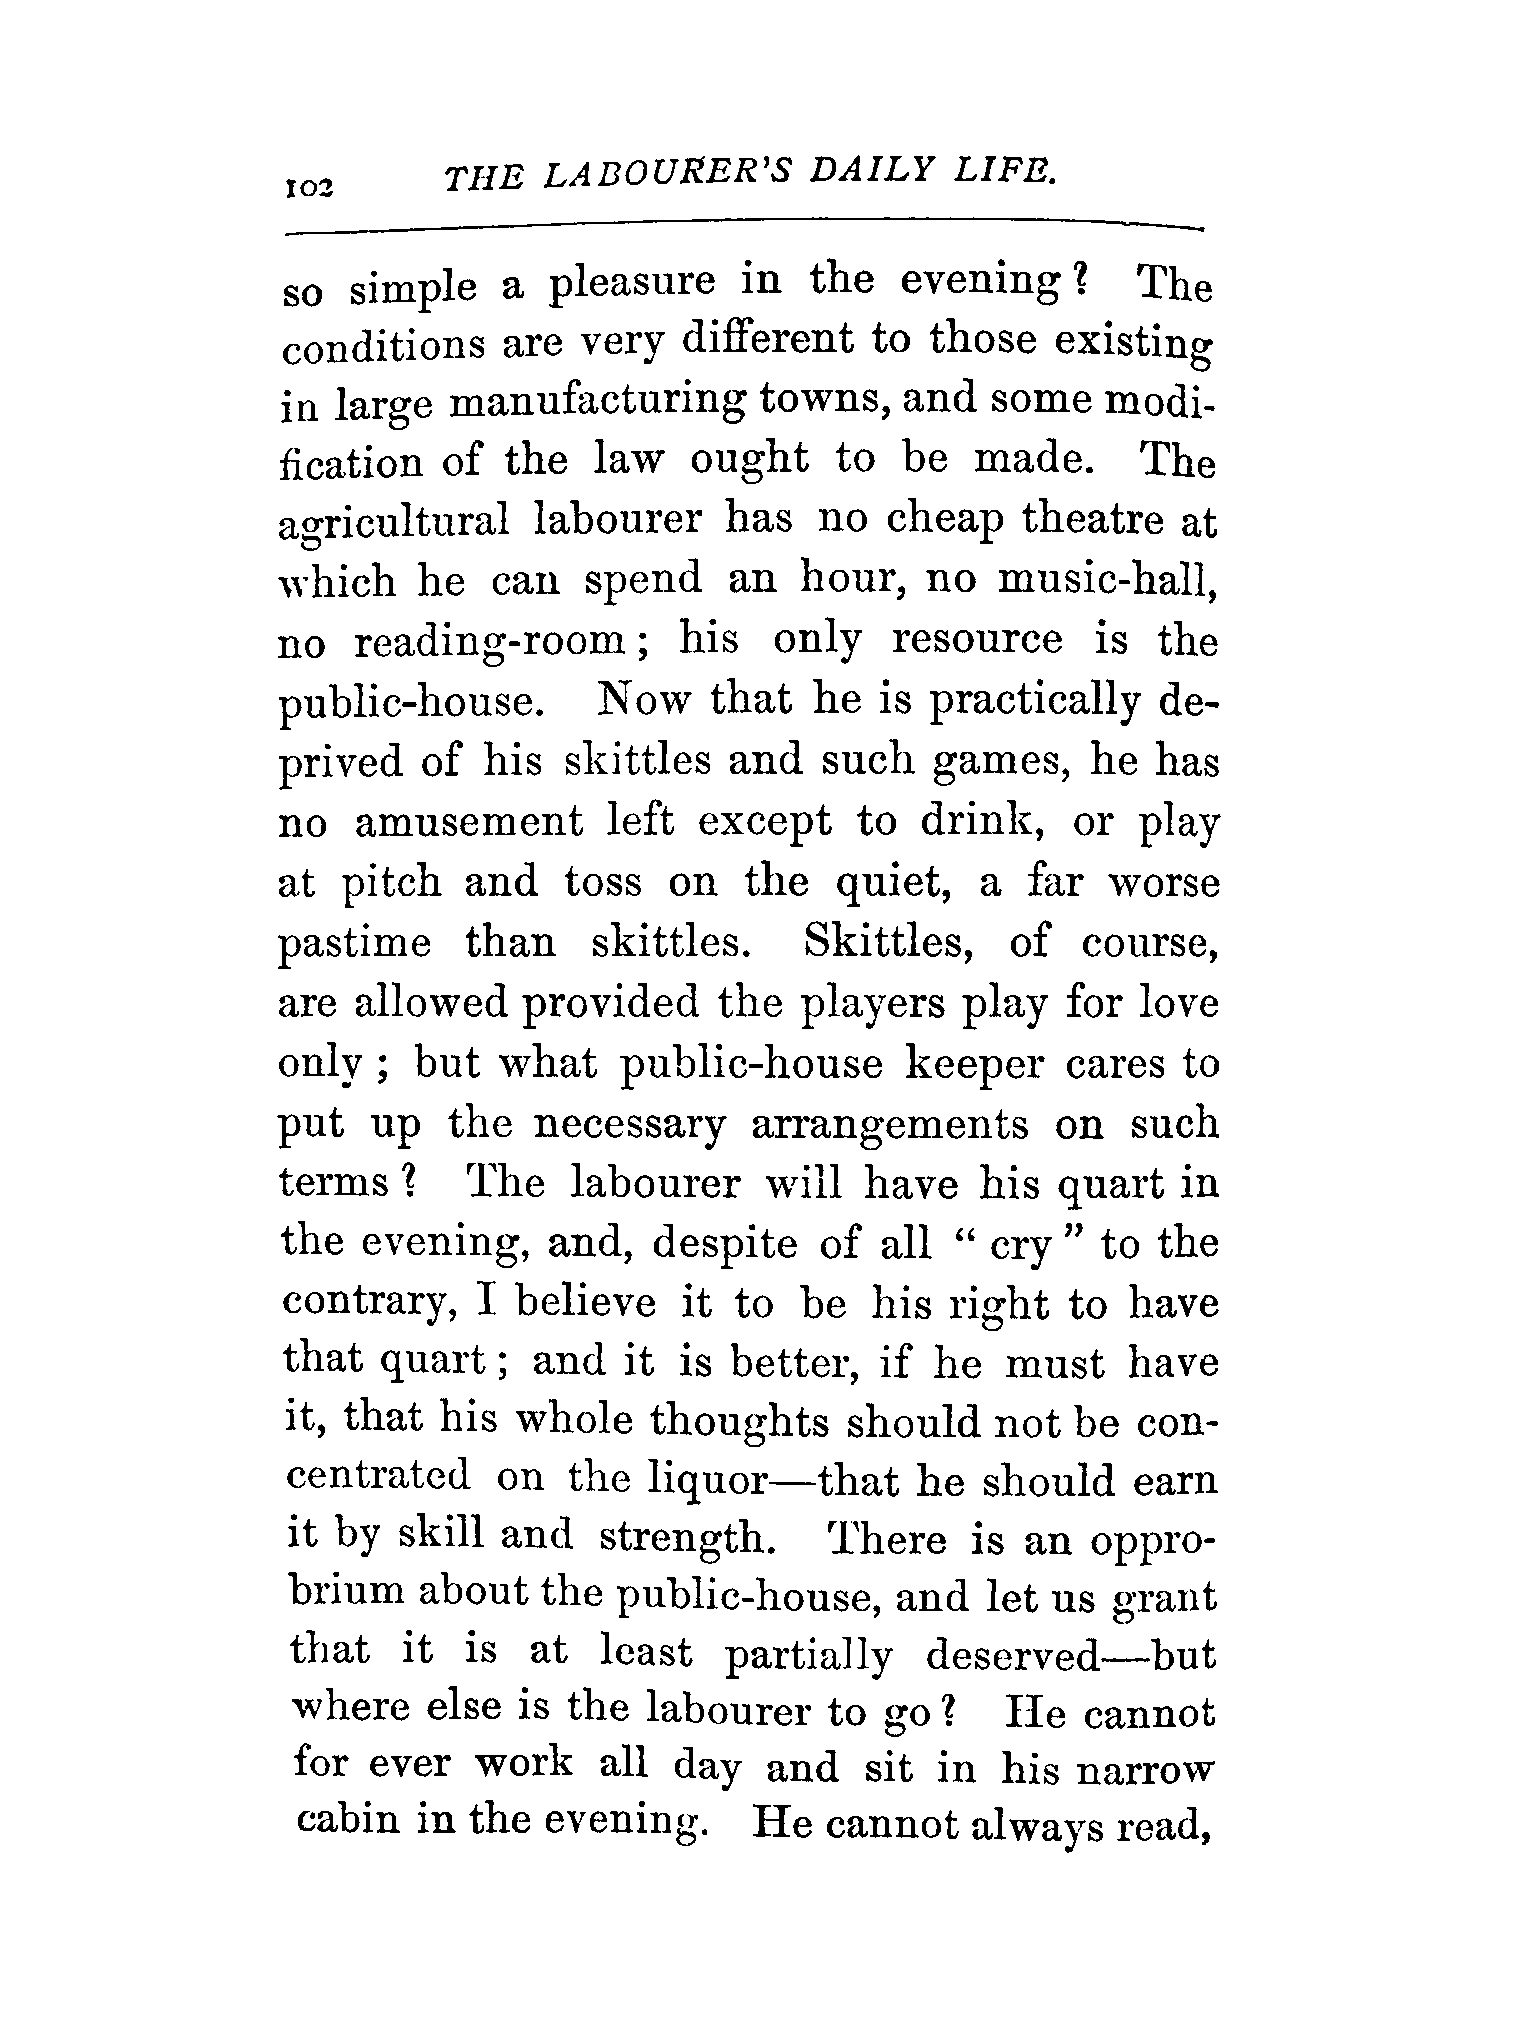 102 THE LABOURER'S DAILY LIFE.
so simple a pleasure in the evening? The
conditions are very different to those existing
in large manufacturing towns, and some modi-
fication of the law ought to be made. The
agricultural labourer has no cheap theatre at
which he can spend an hour, no music-hall,
no reading-room; his only resource is the
public-house. Now that he is practically de-
prived of his skittles and such games, he has
no amusement left except to drink, or play
at pitch and toss on the quiet, a far worse
pastime than skittles. Skittles, of course,
are allowed provided the players play for love
only; but what public-house keeper cares to
put up the necessary arrangements on such
terms? The labourer will have his quart in
the evening, and, despite of all "cry" to the
contrary, I believe it to be his right to have
that quart; and it is better, if he must have
it, that his whole thoughts should not be con-
centrated on the liquor—that he should earn
it by skill and strength. There is an oppro-
brium about the public-house, and let us grant
that it is at least partially deserved—but
where else is the labourer to go? He cannot
for ever work all day and sit in his narrow
cabin in the evening. He cannot always read,